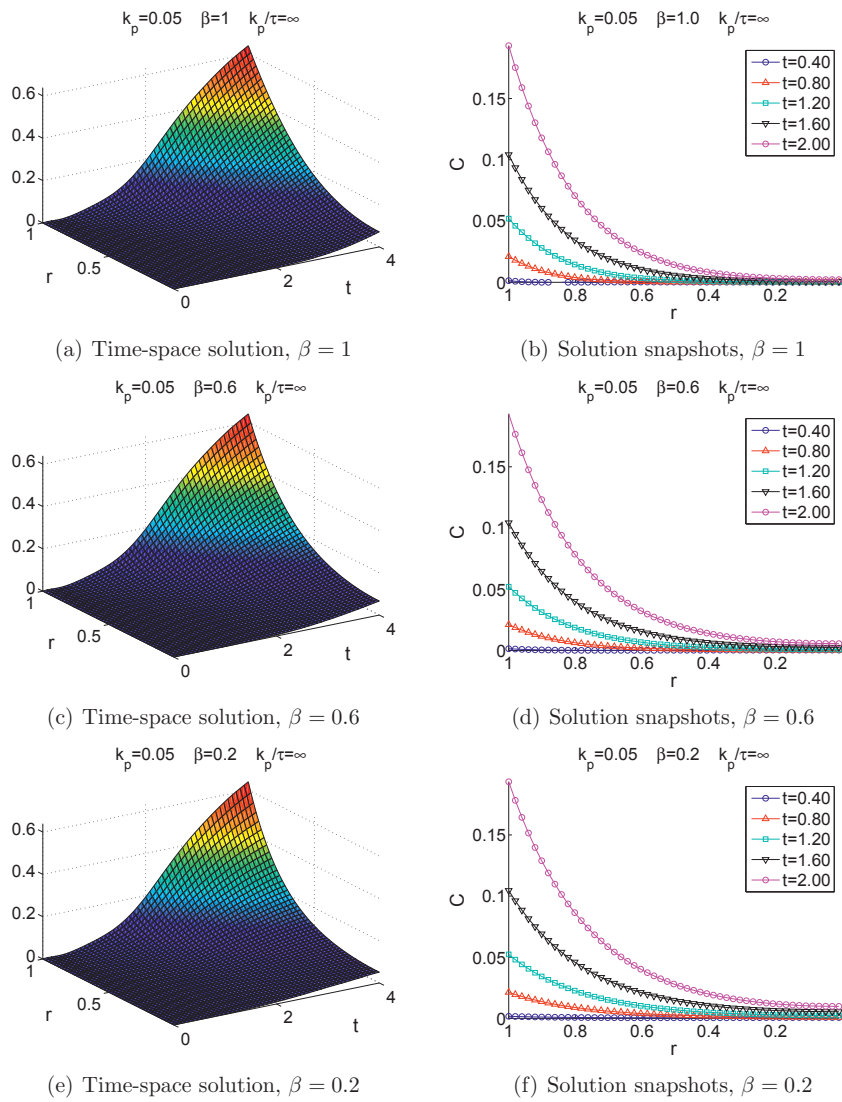 k_p=0.05 β=1 k_p/τ=∞
0.6
0.4
0.2
0
1
0.5
r
0
2
t
4
(a) Time-space solution, β = 1
k_p=0.05 β=1.0 k_p/τ=∞
t=0.40
t=0.80
t=1.20
t=1.60
t=2.00
0.15
0.1
0.05
0
C
1 0.8 0.6 0.4 0.2
r
(b) Solution snapshots, β = 1
k_p=0.05 β=0.6 k_p/τ=∞
0.6
0.4
0.2
0
1
0.5
r
0
2
t
4
(c) Time-space solution, β = 0.6
k_p=0.05 β=0.6 k_p/τ=∞
t=0.40
t=0.80
t=1.20
t=1.60
t=2.00
0.15
0.1
0.05
0
C
1 0.8 0.6 0.4 0.2
r
(d) Solution snapshots, β = 0.6
k_p=0.05 β=0.2 k_p/τ=∞
0.6
0.4
0.2
0
1
0.5
r
0
2
t
4
(e) Time-space solution, β = 0.2
k_p=0.05 β=0.2 k_p/τ=∞
t=0.40
t=0.80
t=1.20
t=1.60
t=2.00
0.15
0.1
0.05
0
C
1 0.8 0.6 0.4 0.2
r
(f) Solution snapshots, β = 0.2